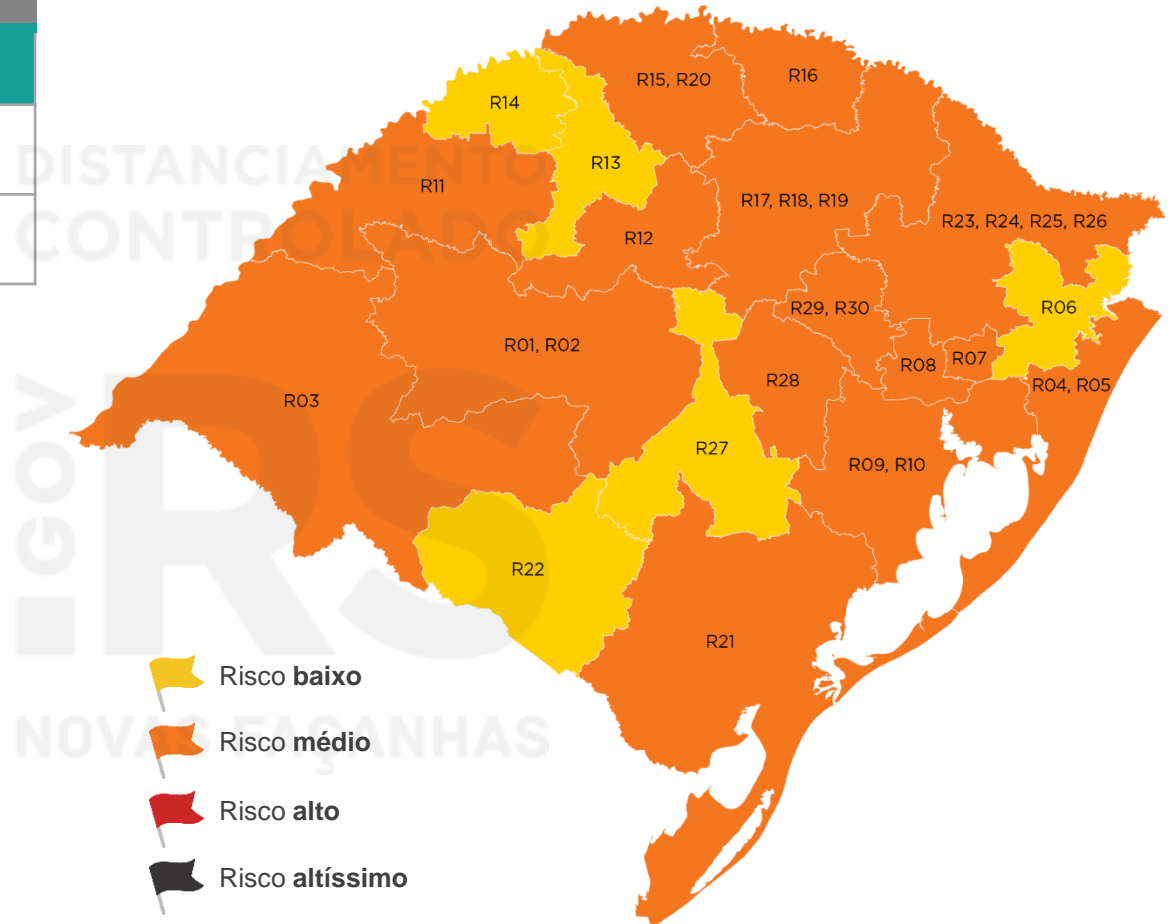 R15, R20
R16
R14
R13
R11
R17, R18, R19
R12
R23, R24, R25, R26
R06
R29, R30
R01, R02
R08
R07
R28
R04, R05
R03
R27
R09, R10
R22
R21
DISTANCIAMENTO
CONTROLADO
.GOV
RS
NOVAS FAÇANHAS
Risco baixo
Risco médio
Risco alto
Risco altíssimo